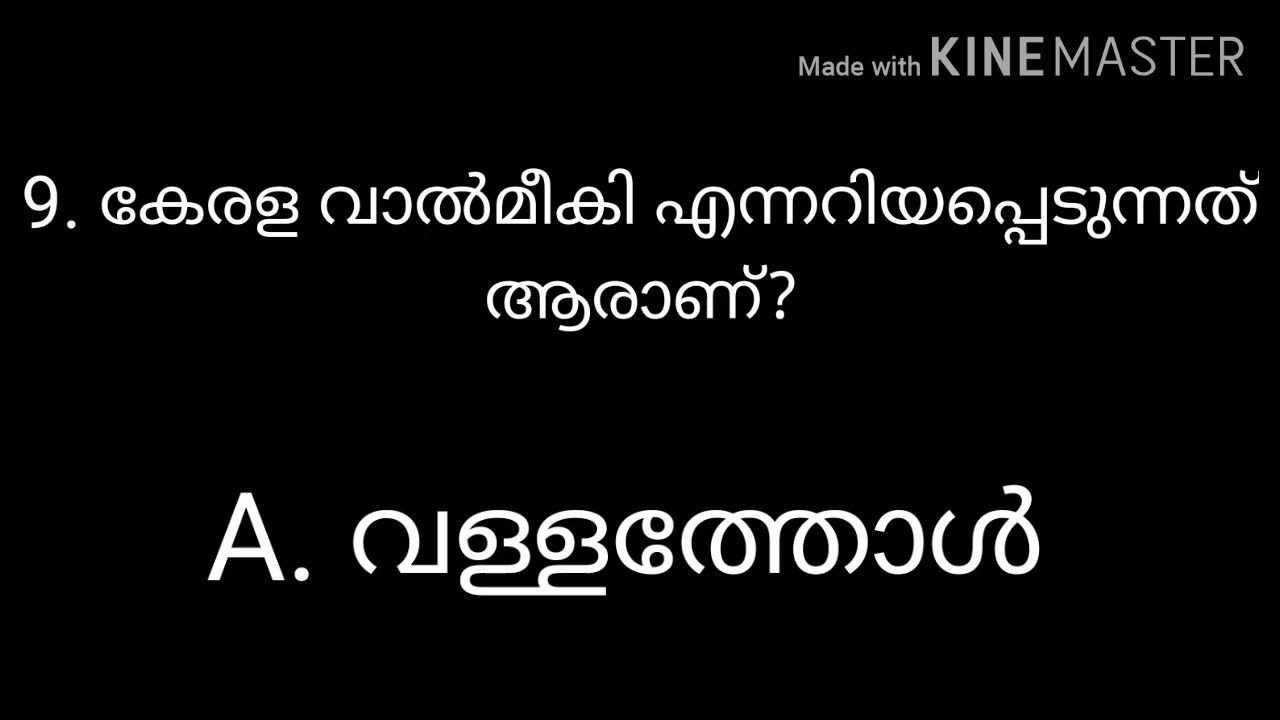 Made with KINEMASTER
9. കേരള വാൽമീകി എന്നറിയപ്പെടുന്നത്
ആരാണ്?
A. വള്ളത്തോൾ